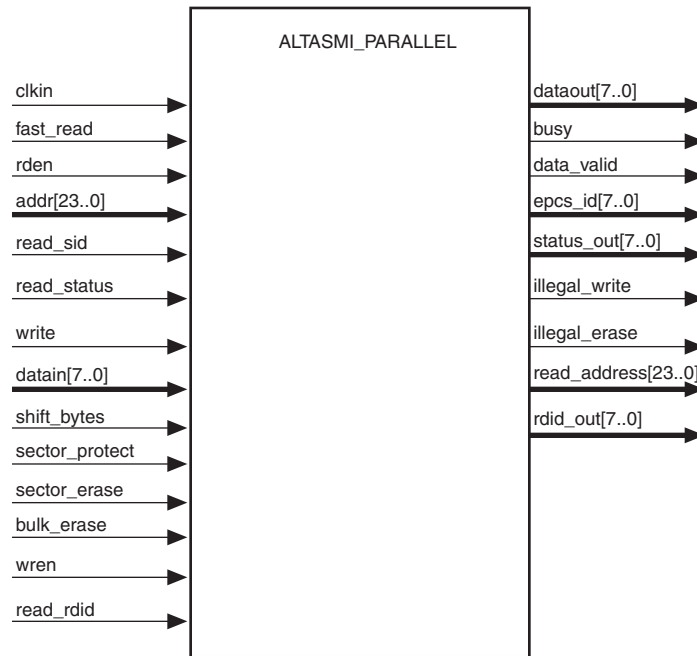 ALTASMI_PARALLEL
clkin
fast_read
rden
addr[23..0]
read_sid
read_status
write
datain[7..0]
shift_bytes
sector_protect
sector_erase
bulk_erase
wren
read_rdid
dataout[7..0]
busy
data_valid
epcs_id[7..0]
status_out[7..0]
illegal_write
illegal_erase
read_address[23..0]
rdid_out[7..0]